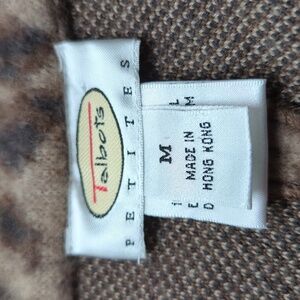 Talbots
PETITES
M
MADE IN
HONG KONG